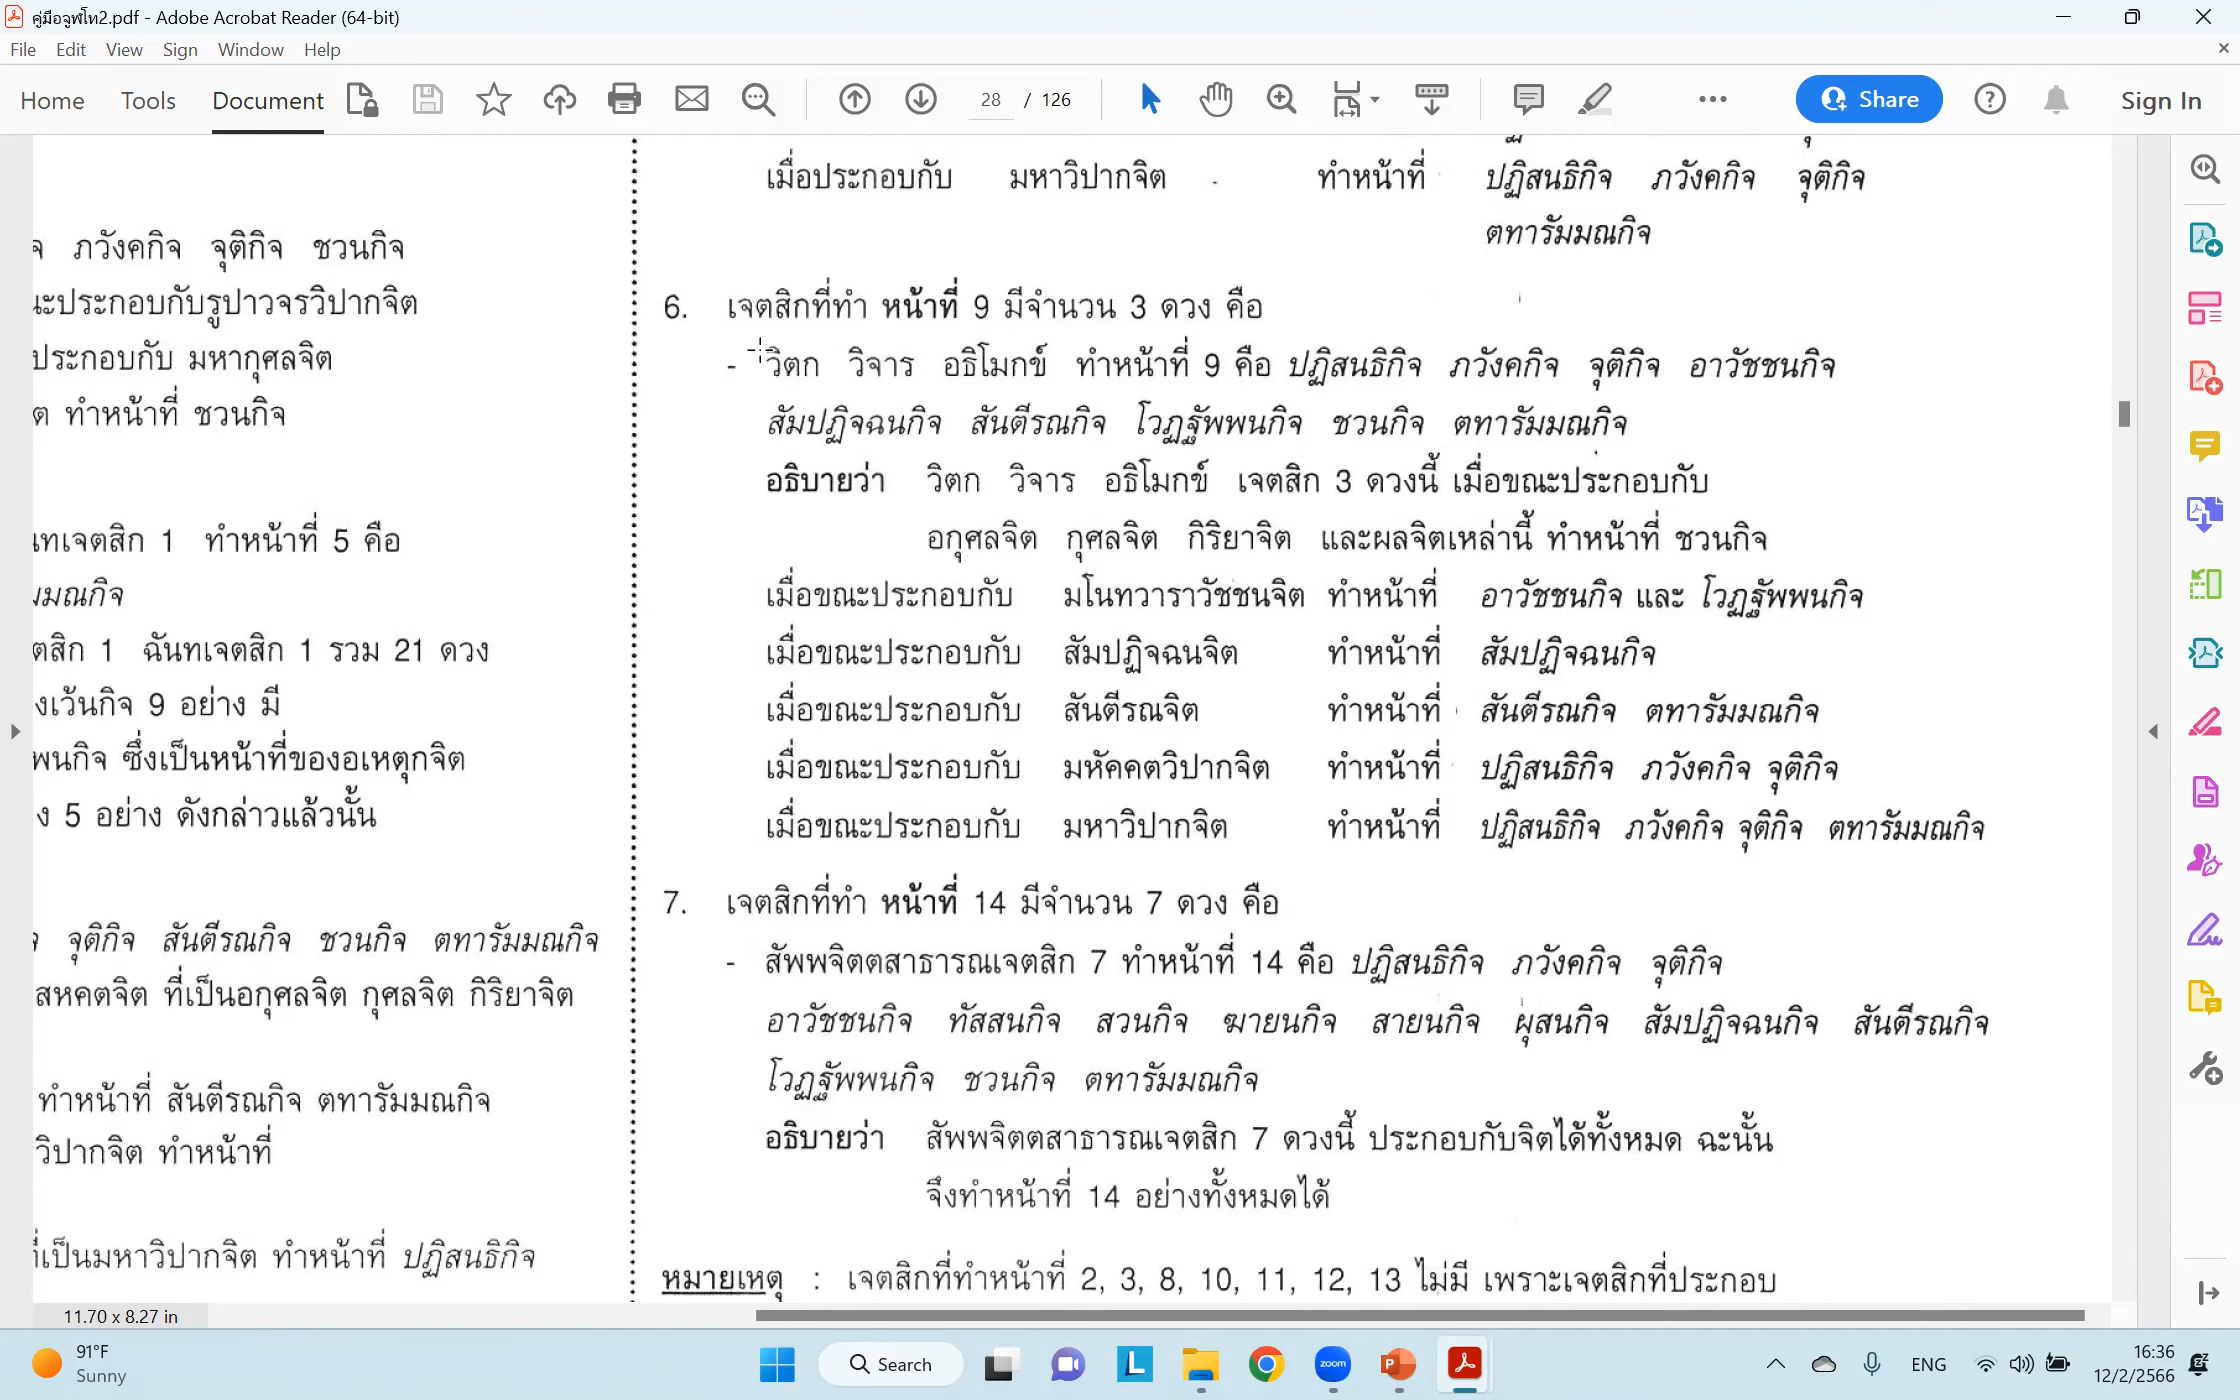 คู่มือจูฬโท2.pdf - Adobe Acrobat Reader (64-bit)
File Edit View Sign Window Help
Home Tools Document 28 / 126 Share Sign In
ภวังคกิจ จุติกิจ ชวนกิจ
ประกอบกับรูปาวจรวิปากจิต
ประกอบกับ มหากุศลจิต
ต ทำหน้าที่ ชวนกิจ
ทเจตสิก 1 ทำหน้าที่ 5 คือ
มมณกิจ
ตสิก 1 ฉันทเจตสิก 1 รวม 21 ดวง
งเว้นกิจ 9 อย่าง มี
พนกิจ ซึ่งเป็นหน้าที่ของอเหตุกจิต
ง 5 อย่าง ดังกล่าวแล้วนั้น
จุติกิจ สันตีรณกิจ ชวนกิจ ตทารัมมณกิจ
สหคตจิต ที่เป็นอกุศลจิต กุศลจิต กิริยาจิต
ทำหน้าที่ สันตีรณกิจ ตทารัมมณกิจ
วิปากจิต ทำหน้าที่
ที่เป็นมหาวิปากจิต ทำหน้าที่ ปฏิสนธิกิจ
เมื่อประกอบกับ มหาวิปากจิต ทำหน้าที่ ปฏิสนธิกิจ ภวังคกิจ จุติกิจ
ตทารัมมณกิจ
6. เจตสิกที่ทำ หน้าที่ 9 มีจำนวน 3 ดวง คือ
- วิตก วิจาร อธิโมกข์ ทำหน้าที่ 9 คือ ปฏิสนธิกิจ ภวังคกิจ จุติกิจ อาวัชชนกิจ
สัมปฏิจฉนกิจ สันตีรณกิจ โวฏฐัพพนกิจ ชวนกิจ ตทารัมมณกิจ
อธิบายว่า วิตก วิจาร อธิโมกข์ เจตสิก 3 ดวงนี้ เมื่อขณะประกอบกับ
อกุศลจิต กุศลจิต กิริยาจิต และผลจิตเหล่านี้ ทำหน้าที่ ชวนกิจ
เมื่อขณะประกอบกับ มโนทวาราวัชชนจิต ทำหน้าที่ อาวัชชนกิจ และ โวฏฐัพพนกิจ
เมื่อขณะประกอบกับ สัมปฏิจฉนจิต ทำหน้าที่ สัมปฏิจฉนกิจ
เมื่อขณะประกอบกับ สันตีรณจิต ทำหน้าที่ สันตีรณกิจ ตทารัมมณกิจ
เมื่อขณะประกอบกับ มหัคคตวิปากจิต ทำหน้าที่ ปฏิสนธิกิจ ภวังคกิจ จุติกิจ
เมื่อขณะประกอบกับ มหาวิปากจิต ทำหน้าที่ ปฏิสนธิกิจ ภวังคกิจ จุติกิจ ตทารัมมณกิจ
7. เจตสิกที่ทำ หน้าที่ 14 มีจำนวน 7 ดวง คือ
- สัพพจิตตสาธารณเจตสิก 7 ทำหน้าที่ 14 คือ ปฏิสนธิกิจ ภวังคกิจ จุติกิจ
อาวัชชนกิจ ทัสสนกิจ สวนกิจ ฆายนกิจ สายนกิจ ผุสนกิจ สัมปฏิจฉนกิจ สันตีรณกิจ
โวฏฐัพพนกิจ ชวนกิจ ตทารัมมณกิจ
อธิบายว่า สัพพจิตตสาธารณเจตสิก 7 ดวงนี้ ประกอบกับจิตได้ทั้งหมด ฉะนั้น
จึงทำหน้าที่ 14 อย่างทั้งหมดได้
หมายเหตุ : เจตสิกที่ทำหน้าที่ 2, 3, 8, 10, 11, 12, 13 ไม่มี เพราะเจตสิกที่ประกอบ
11.70 x 8.27 in
91°F
Sunny
Search
zoom
ENG
16:36
12/2/2566